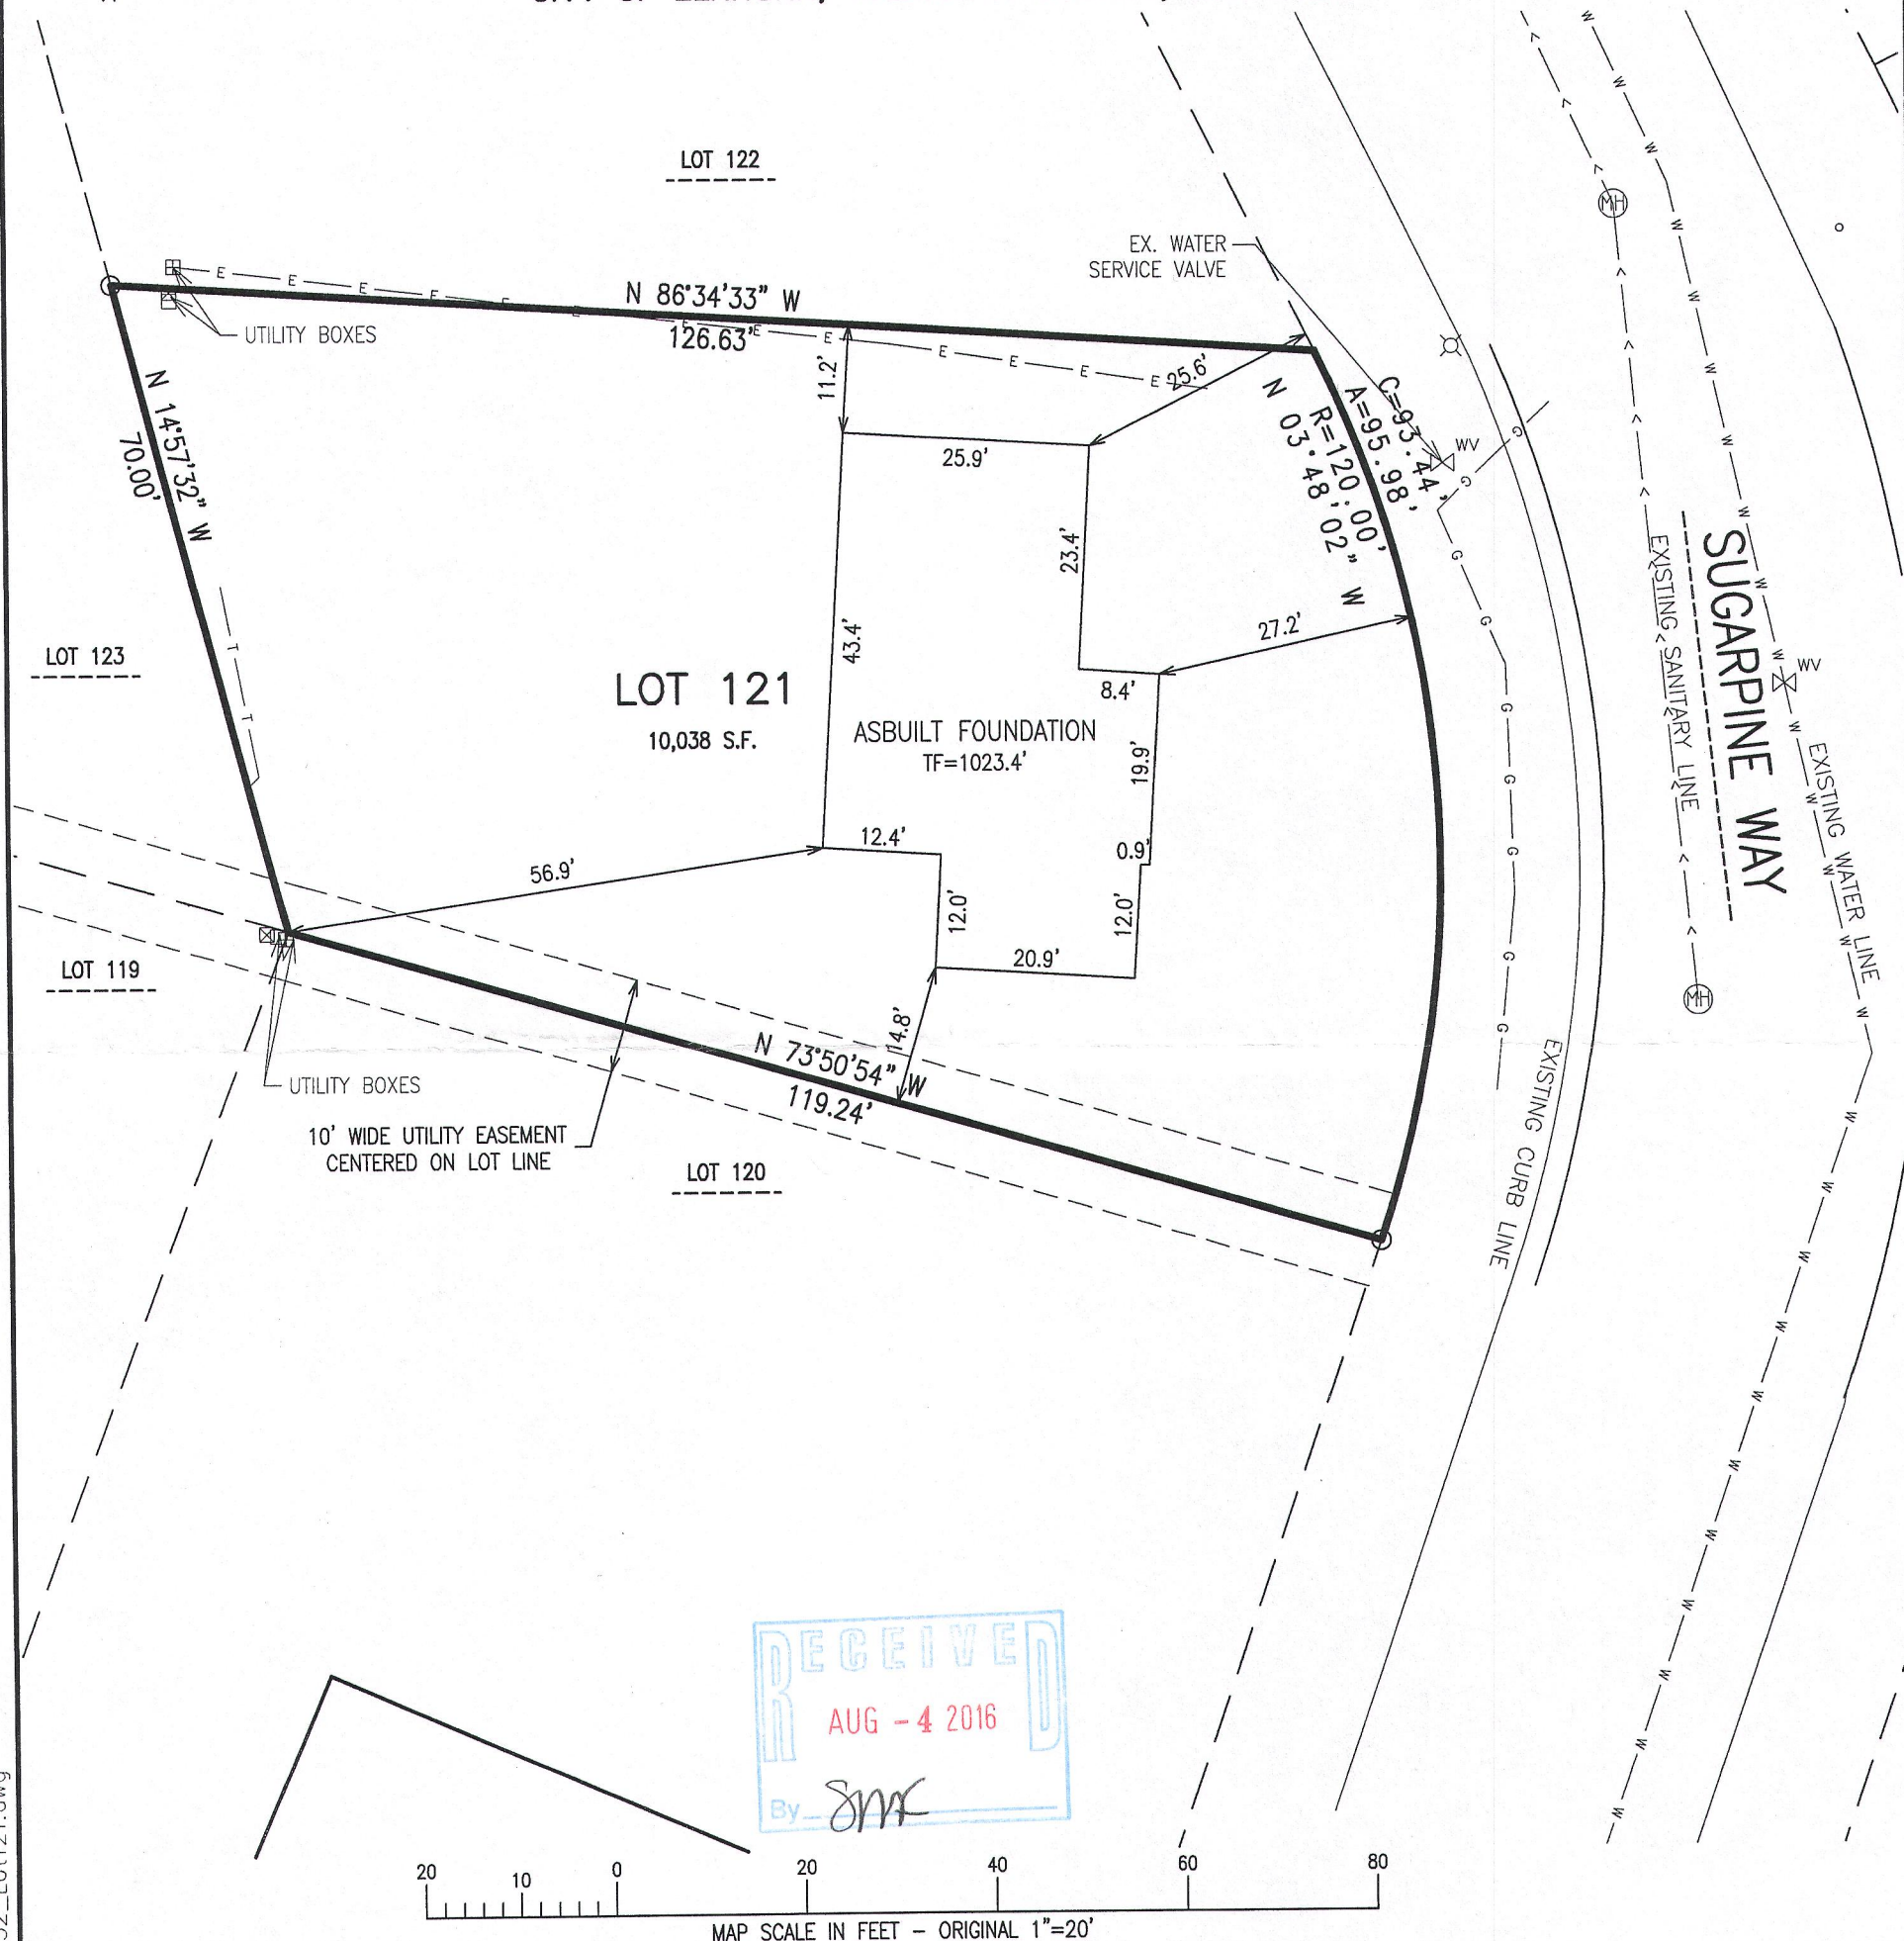 LOT 122
EX. WATER
SERVICE VALVE
E E E E E E E E E E E E E
N 86°34'33" W
126.63'
UTILITY BOXES
11.2'
25.6'
C=93.44'
A=95.98'
R=120.00'
N 03°48'02" W
WV
N 14°57'32" W
70.00'
25.9'
23.4'
43.4'
27.2'
8.4'
LOT 123
LOT 121
10,038 S.F.
ASBUILT FOUNDATION
TF=1023.4'
19.9'
T
T
MH
EXISTING SANITARY LINE
SUGARPINE WAY
WV
EXISTING WATER LINE
12.4'
0.9'
56.9'
12.0'
12.0'
20.9'
LOT 119
14.8'
MH
N 73°50'54" W
119.24'
UTILITY BOXES
10' WIDE UTILITY EASEMENT
CENTERED ON LOT LINE
LOT 120
EXISTING CURB LINE
RECEIVED
AUG - 4 2016
By SMK
20 10 0 20 40 60 80
MAP SCALE IN FEET – ORIGINAL 1"=20'